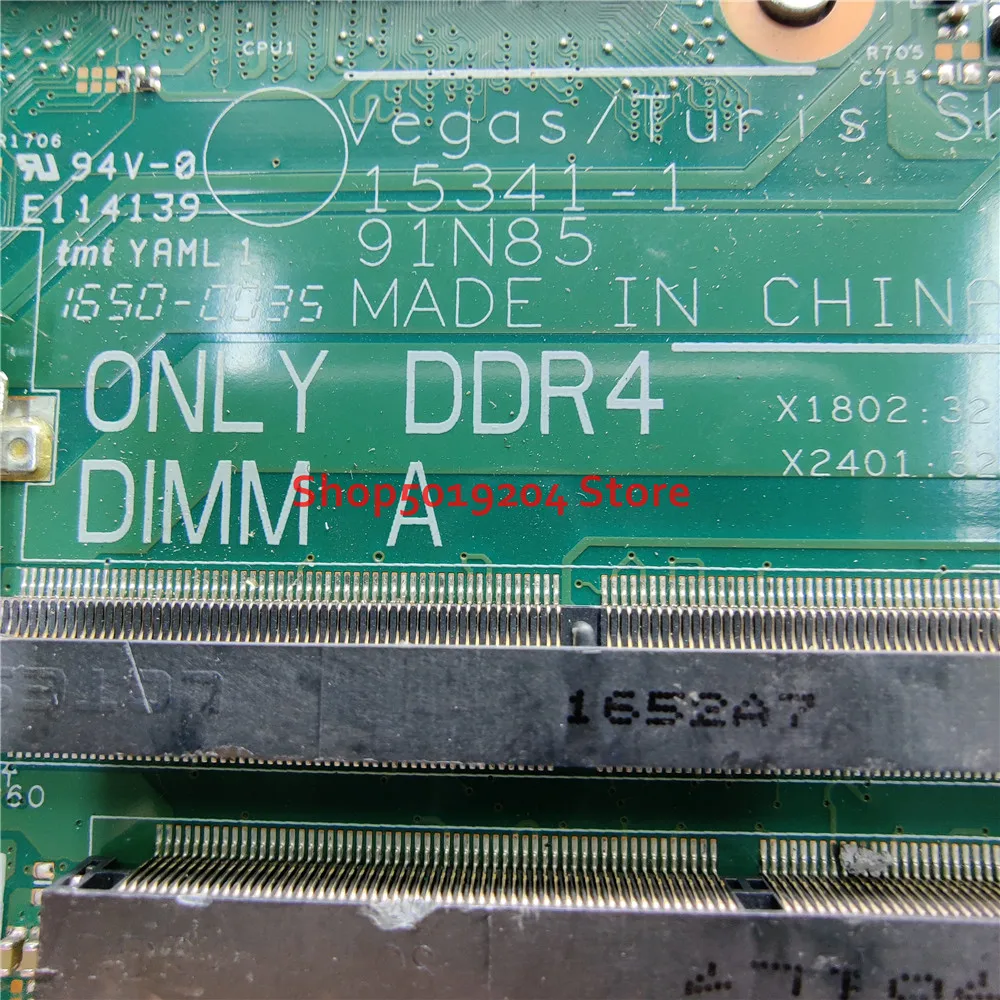 CPU1
R705
C715
Vegas/Turis
R1706
94V-0
15341-1
E114139
91N85
tmt YAML 1
1650-0035
MADE IN CHINA
ONLY DDR4
X1802:32
X2401:32
DIMM A
Shop5019204 Store
1652A7
60